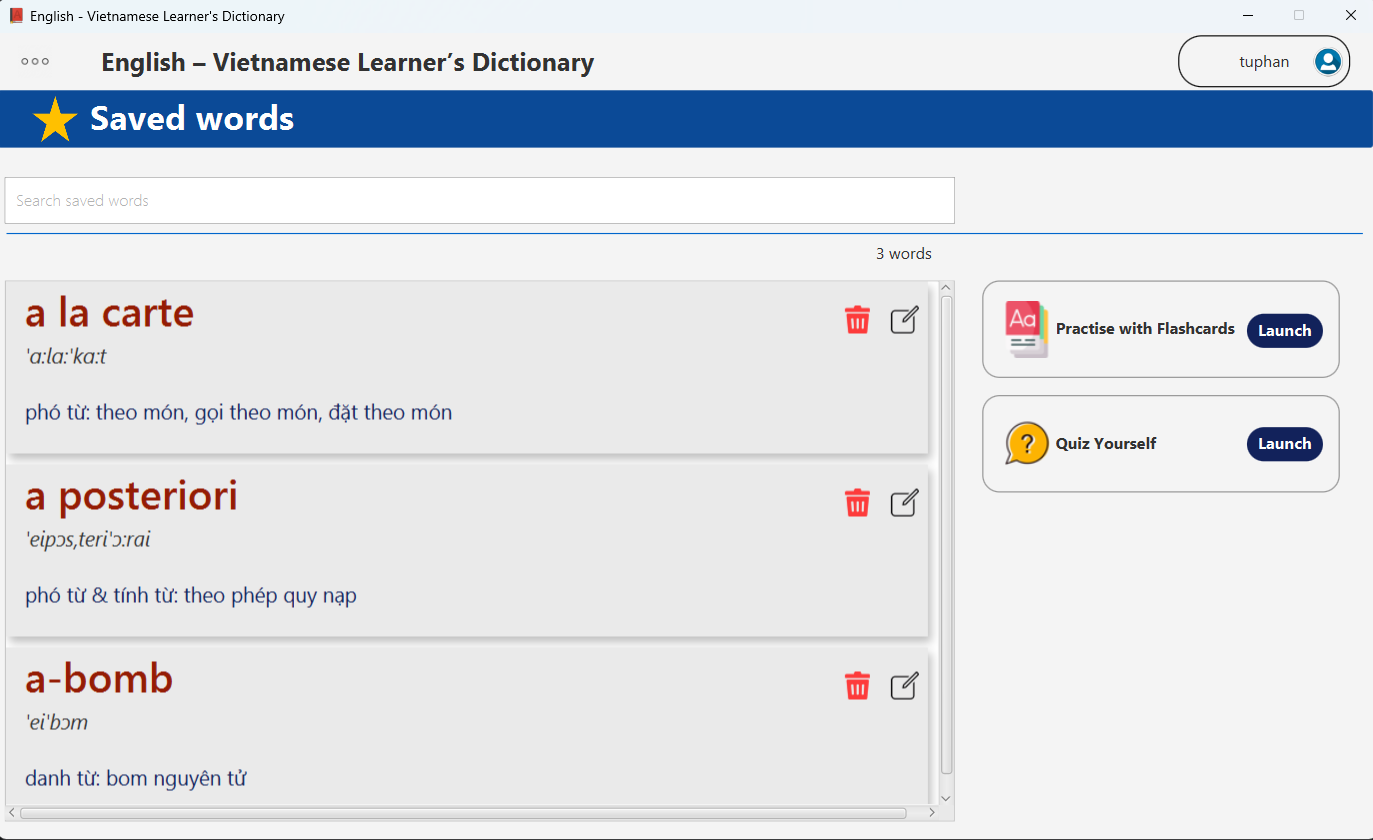 English - Vietnamese Learner's Dictionary
English – Vietnamese Learner’s Dictionary
tuphan
Saved words
Search saved words
3 words
a la carte
'ɑ:lɑ:'kɑ:t
phó từ: theo món, gọi theo món, đặt theo món
a posteriori
'eipɔs,teri'ɔ:rai
phó từ & tính từ: theo phép quy nạp
a-bomb
'ei'bɔm
danh từ: bom nguyên tử
Aa
Practise with Flashcards
Launch
?
Quiz Yourself
Launch